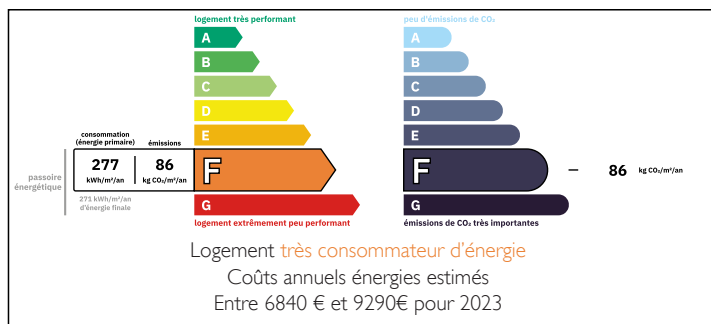 logement très performant
A
B
C
D
E
consommation
(énergie primaire)
émissions
277
kWh/m²/an
86
kg CO₂/m²/an
F
passoire
énergétique
271 kWh/m²/an
d'énergie finale
G
logement extrêmement peu performant
peu d'émissions de CO₂
A
B
C
D
E
F
86 kg CO₂/m²/an
G
émissions de CO₂ très importantes
Logement très consommateur d'énergie
Coûts annuels énergies estimés
Entre 6840 € et 9290€ pour 2023